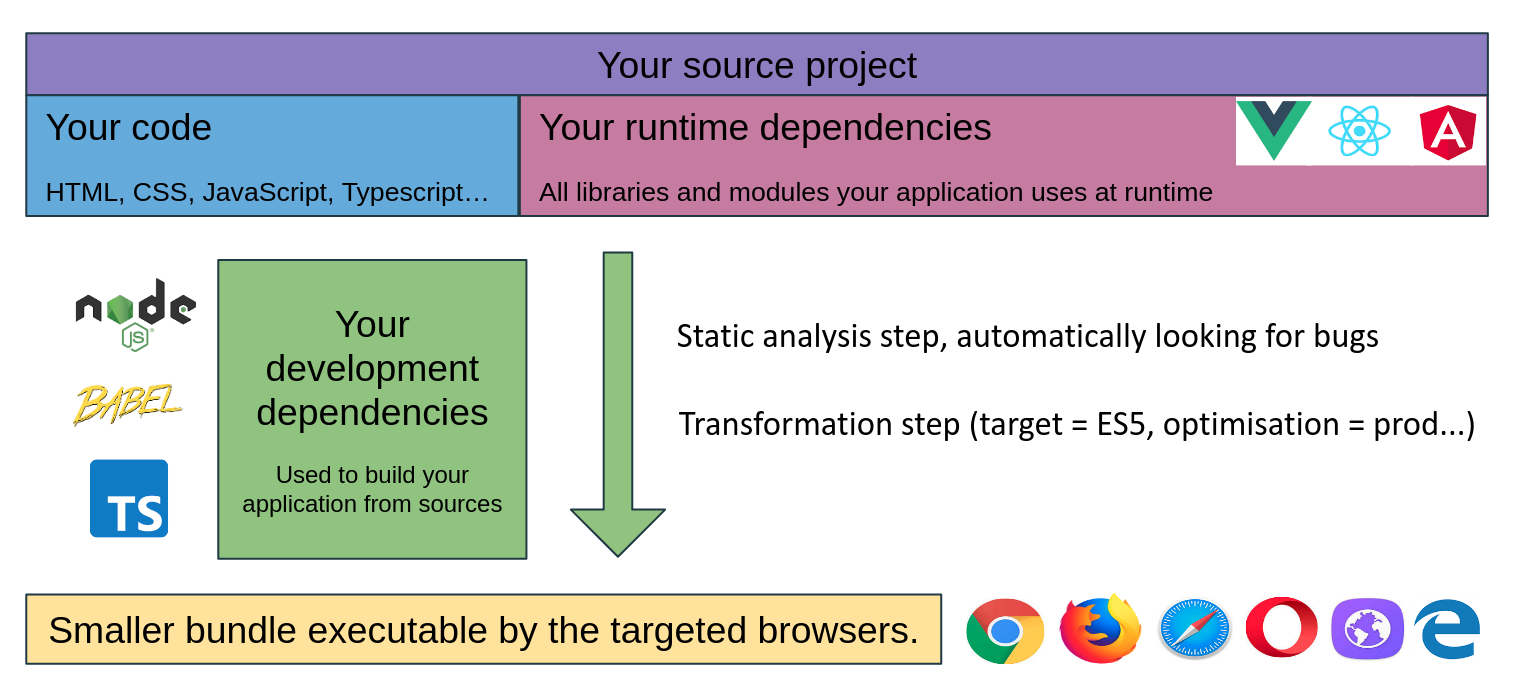 Your source project
Your code
Your runtime dependencies
HTML, CSS, JavaScript, Typescript…
All libraries and modules your application uses at runtime
node
JS
BABEL
TS
Your
development
dependencies
Used to build your
application from sources
Static analysis step, automatically looking for bugs
Transformation step (target = ES5, optimisation = prod...)
Smaller bundle executable by the targeted browsers.